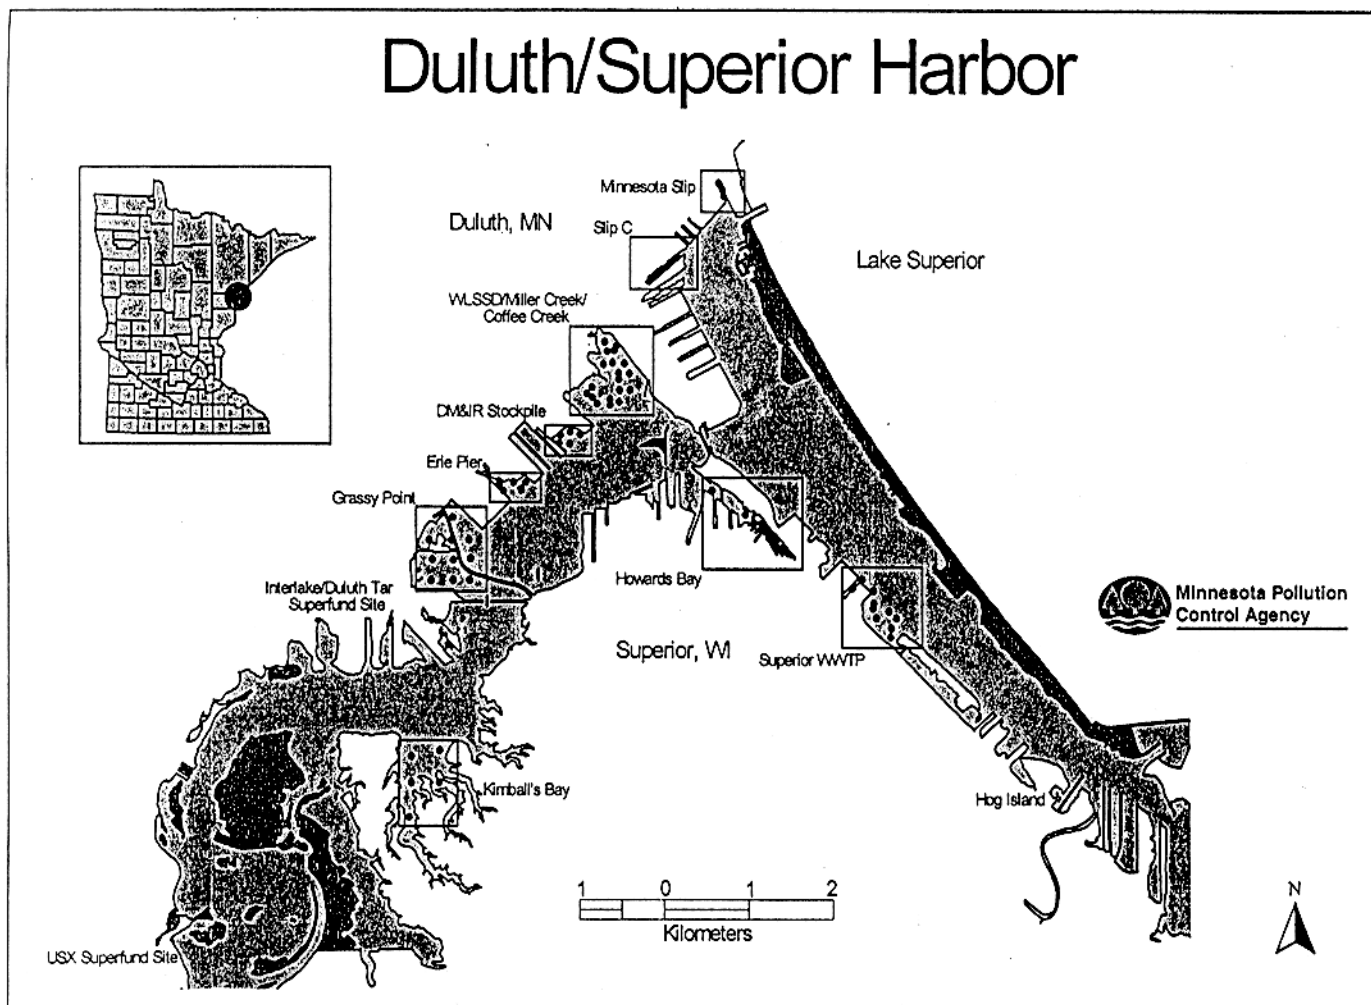 Duluth/Superior Harbor
Minnesota Slip
Duluth, MN
Slip C
Lake Superior
WLSSD/Miller Creek/
Coffee Creek
DM&IR Stockpile
Erie Pier
Grassy Point
Howards Bay
Interlake/Duluth Tar
Superfund Site
Minnesota Pollution
Control Agency
Superior, WI
Superior WWTP
Kimball's Bay
Hog Island
1 0 1 2
Kilometers
N
USX Superfund Site